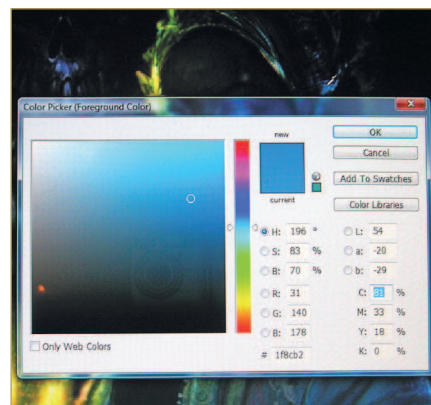 Color Picker (Foreground Color)
new
current
OK
Cancel
Add To Swatches
Color Libraries
H: 196 °
S: 83 %
B: 70 %
R: 31
G: 140
B: 178
# 1f8cb2
L: 54
a: -20
b: -29
C: 81 %
M: 33 %
Y: 18 %
K: 0 %
Only Web Colors